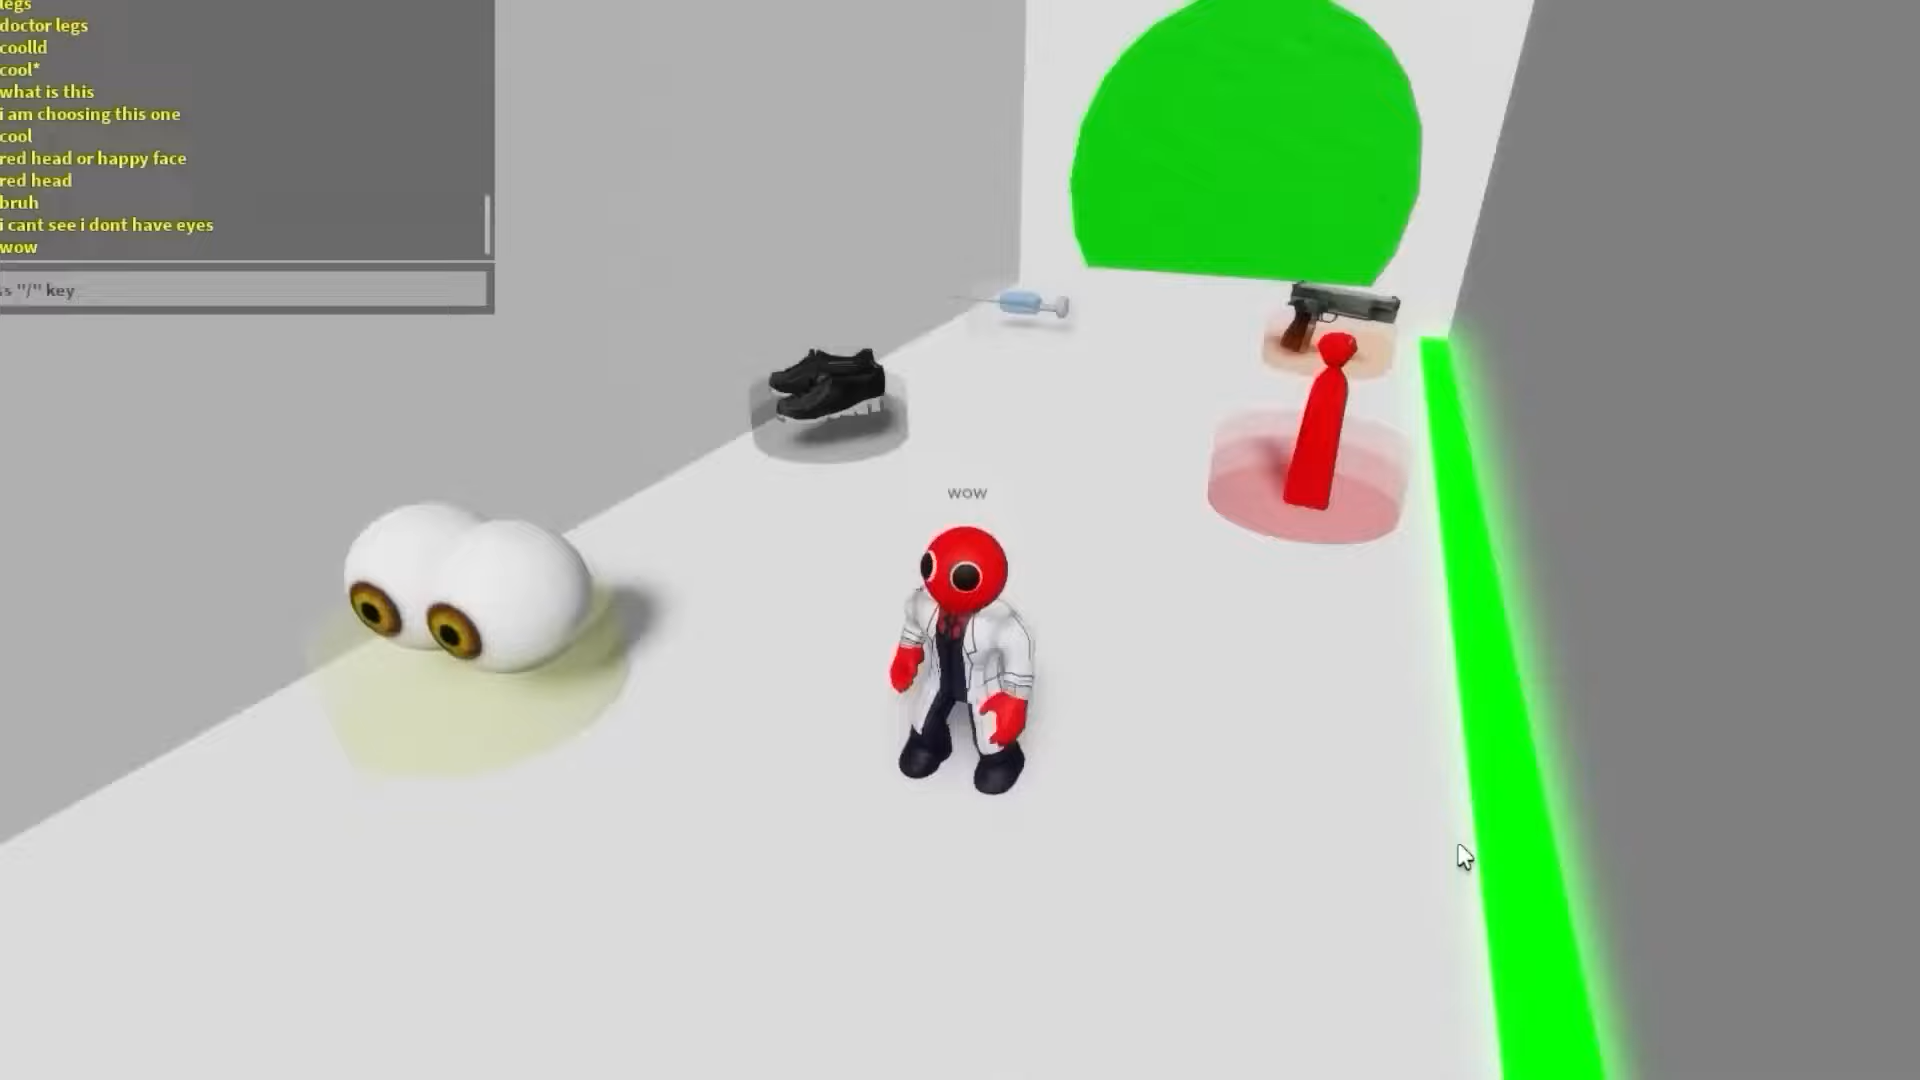 legs
doctor legs
coolld
cool*
what is this
i am choosing this one
cool
red head or happy face
red head
bruh
i cant see i dont have eyes
wow
"/" key
wow